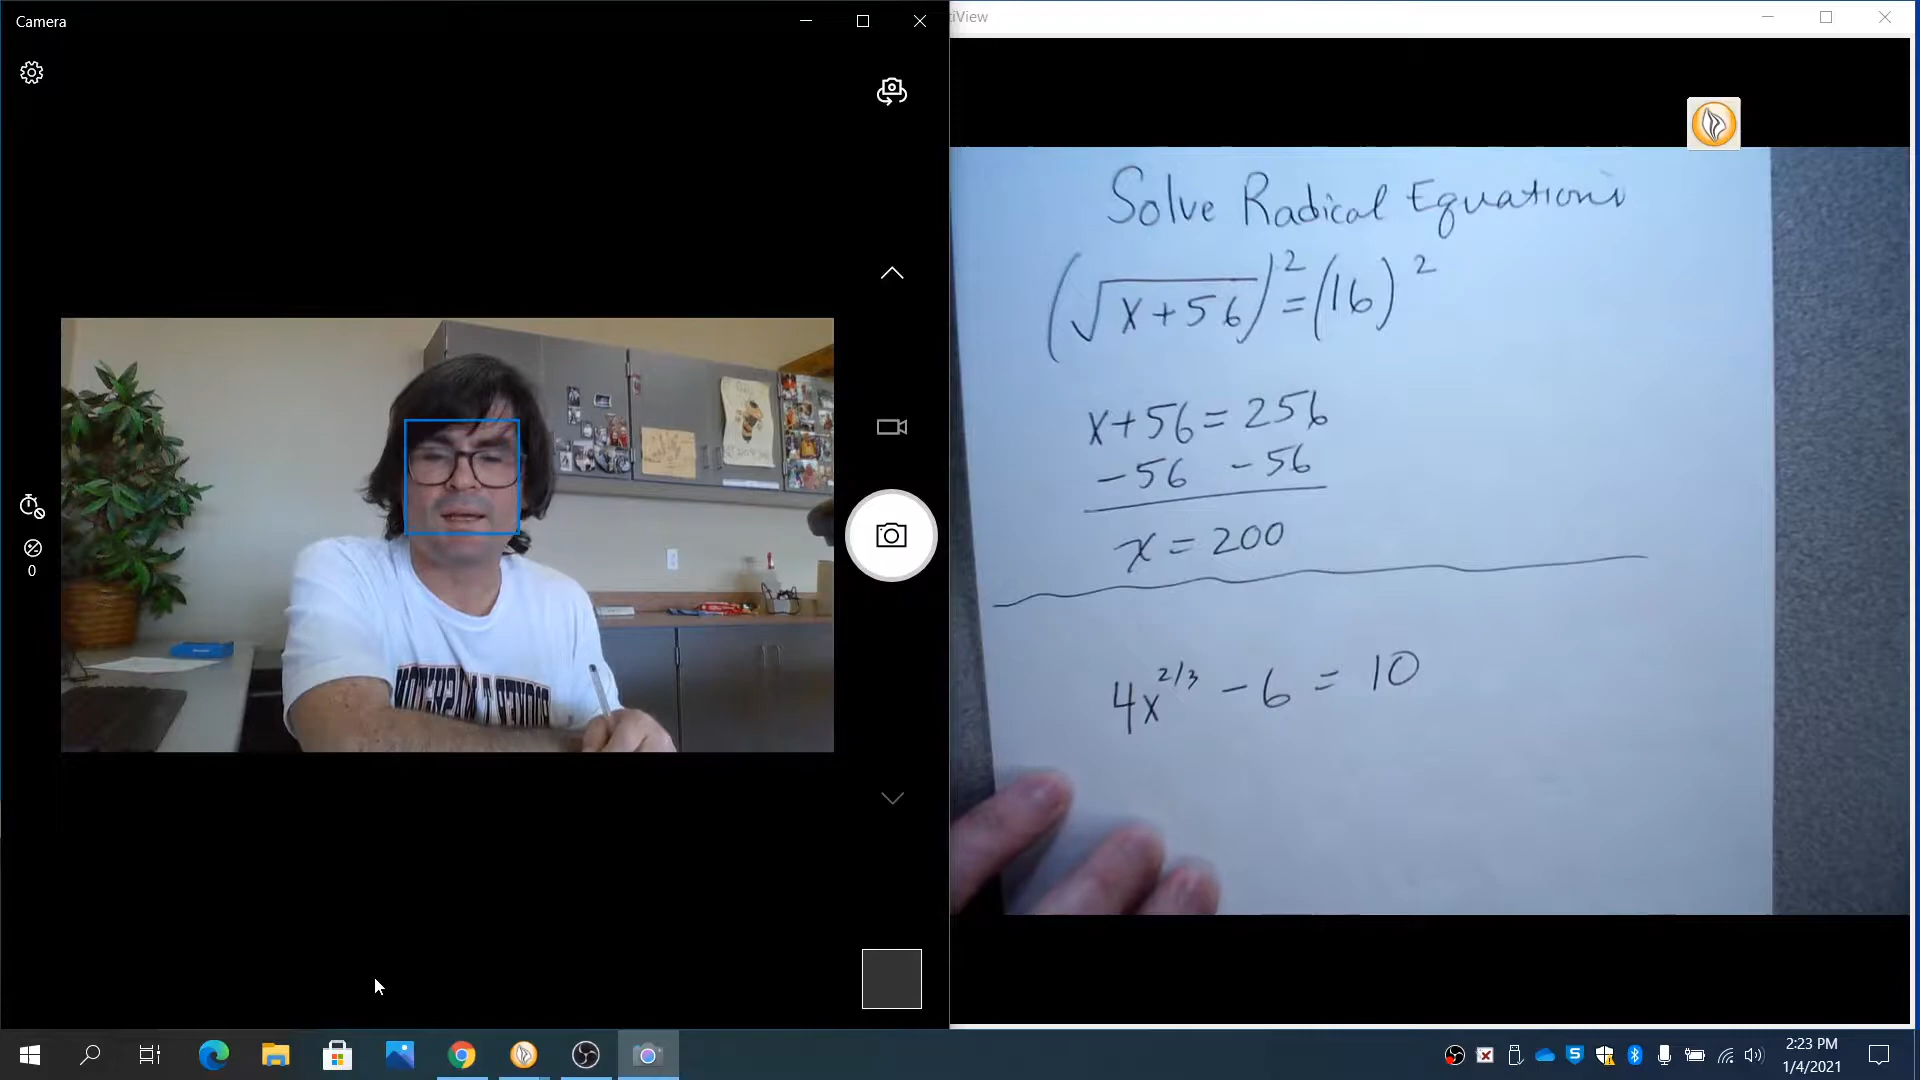 Camera
iView
0
Solve Radical Equations
(√x+56)² = (16)²
x+56 = 256
-56 -56
x = 200
4x^2/3 - 6 = 10
2:23 PM
1/4/2021